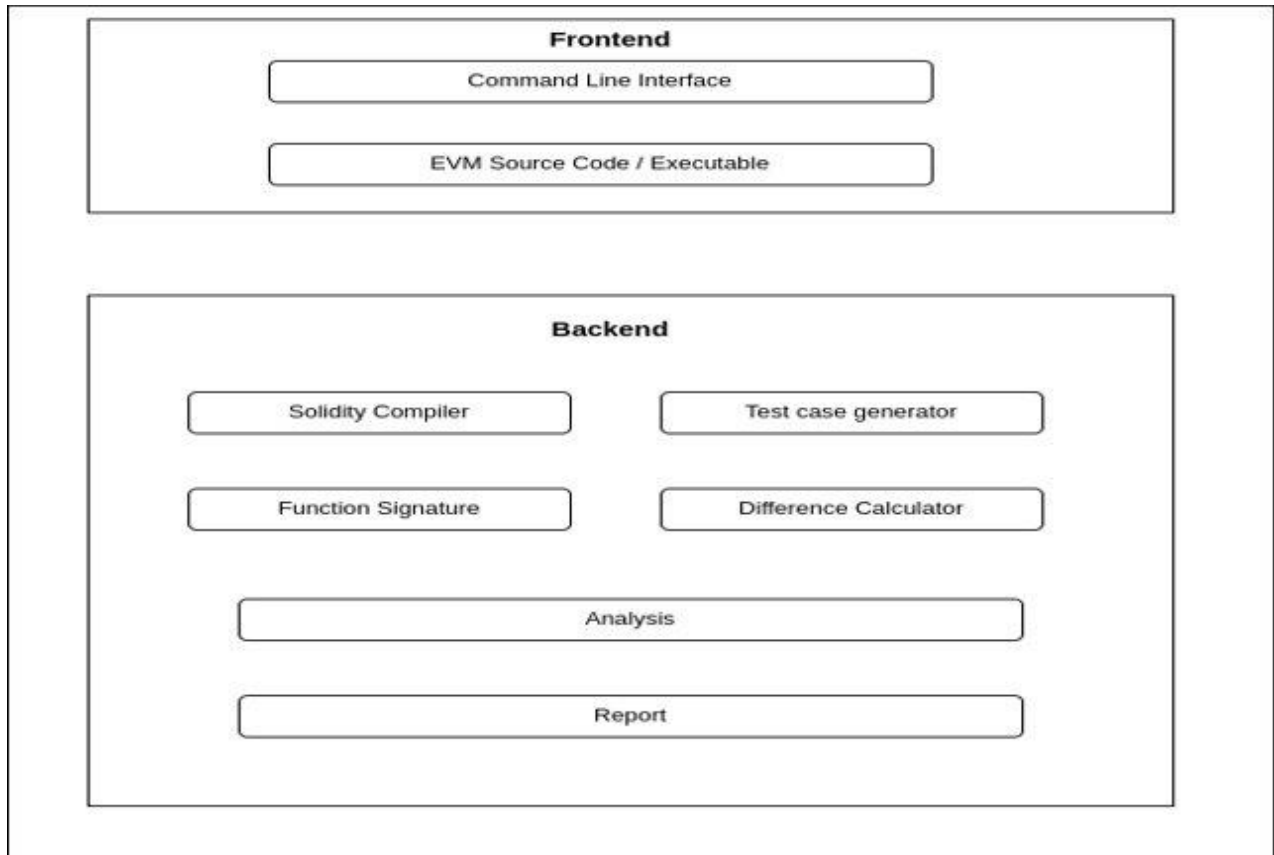 Frontend
Command Line Interface
EVM Source Code / Executable
Backend
Solidity Compiler
Test case generator
Function Signature
Difference Calculator
Analysis
Report